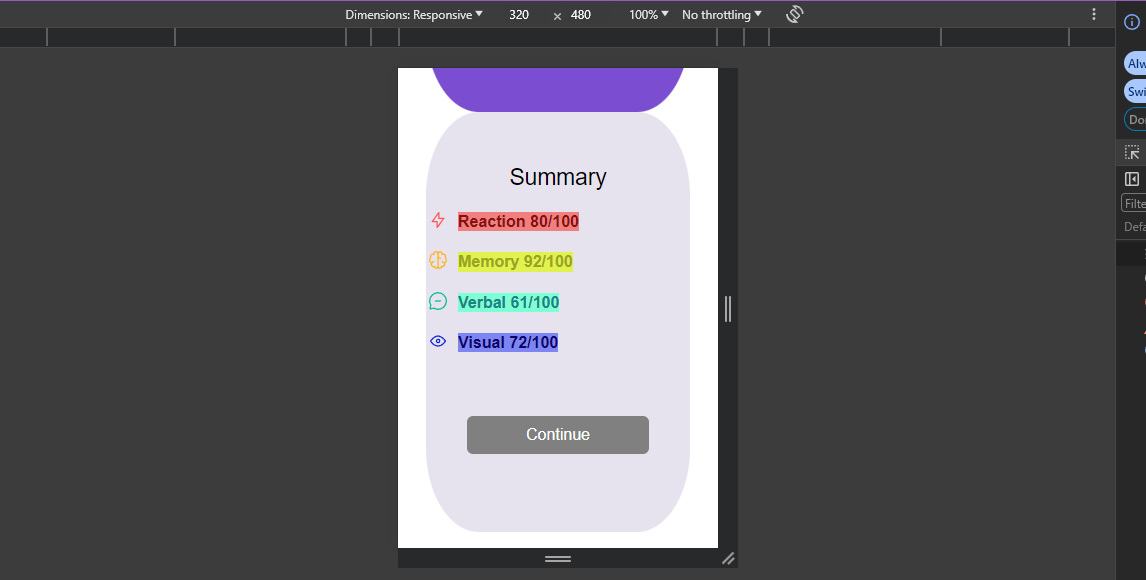 Dimensions: Responsive 320 × 480 100% No throttling
Summary
Reaction 80/100
Memory 92/100
Verbal 61/100
Visual 72/100
Continue
Alw
Swi
Do
Filte
Defa